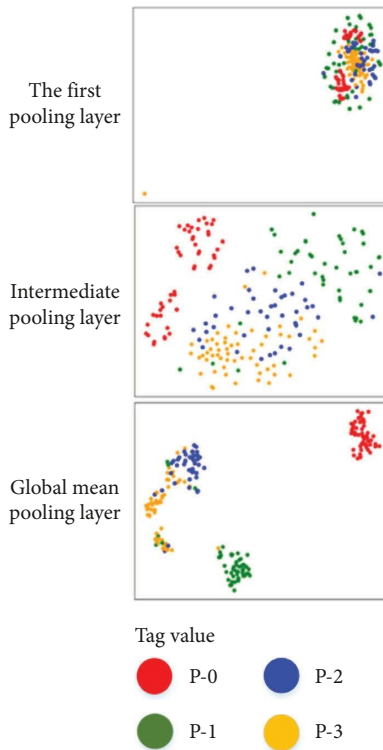 The first
pooling layer
Intermediate
pooling layer
Global mean
pooling layer
Tag value
P-0
P-2
P-1
P-3